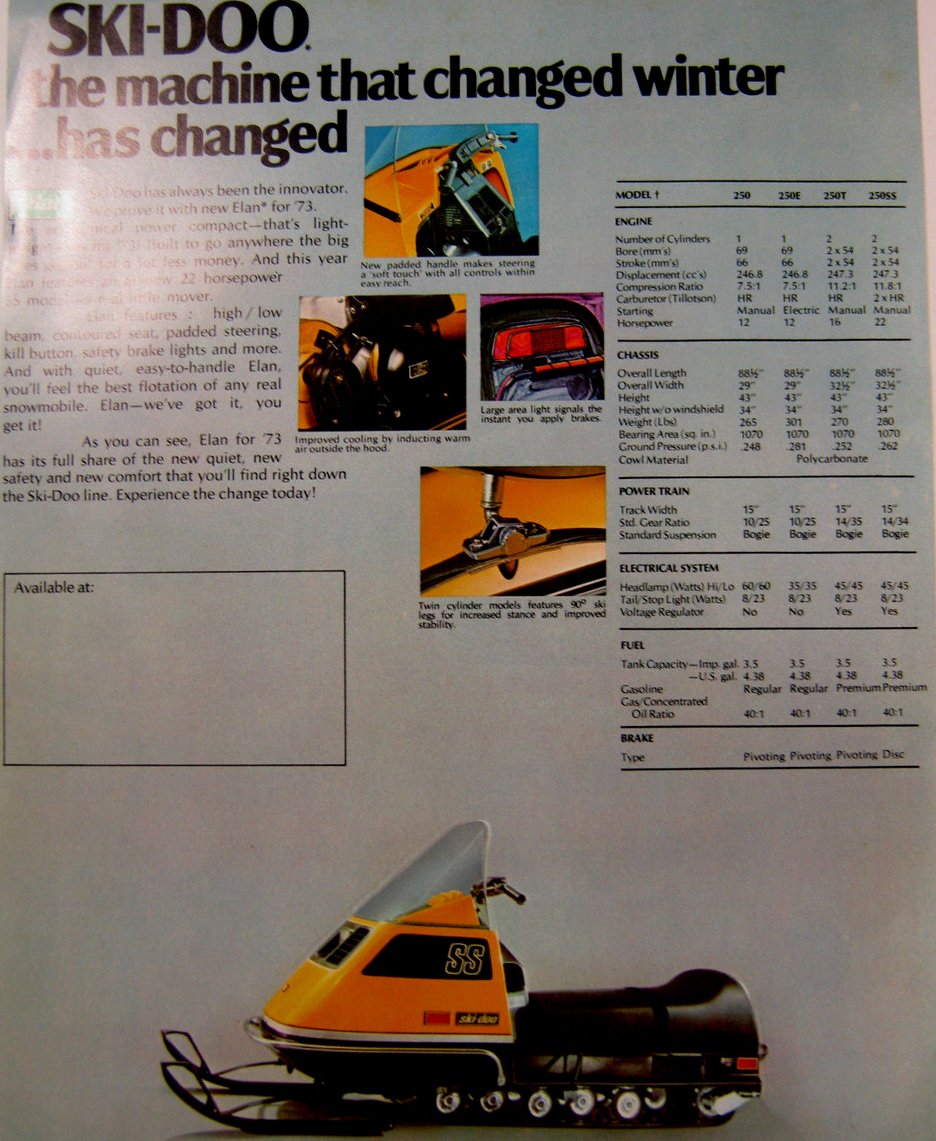 SKI-DOO.
the machine that changed winter
...has changed
Ski-Doo has always been the innovator.
We prove it with new Elan* for '73.
power compact—that's light-
Built to go anywhere the big
for a lot less money. And this year
Elan features a new 22 horsepower
SS model—a real little mover.
Elan features : high / low
beam, contoured seat, padded steering,
kill button, safety brake lights and more.
And with quiet, easy-to-handle Elan,
you'll feel the best flotation of any real
snowmobile. Elan—we've got it, you
get it!
As you can see, Elan for '73
has its full share of the new quiet, new
safety and new comfort that you'll find right down
the Ski-Doo line. Experience the change today!
New padded handle makes steering
a 'soft touch' with all controls within
easy reach.
Improved cooling by inducting warm
air outside the hood.
Large area light signals the
instant you apply brakes.
Twin cylinder models features 90° ski
legs for increased stance and improved
stability.
Available at:
MODEL † 250 250E 250T 250SS
ENGINE
Number of Cylinders 1 1 2 2
Bore (mm's) 69 69 2 x 54 2 x 54
Stroke (mm's) 66 66 2 x 54 2 x 54
Displacement (cc's) 246.8 246.8 247.3 247.3
Compression Ratio 7.5:1 7.5:1 11.2:1 11.8:1
Carburetor (Tillotson) HR HR HR 2 x HR
Starting Manual Electric Manual Manual
Horsepower 12 12 16 22
CHASSIS
Overall Length 88½" 88½" 88½" 88½"
Overall Width 29" 29" 32½" 32½"
Height 43" 43" 43" 43"
Height w/o windshield 34" 34" 34" 34"
Weight (Lbs) 265 301 270 280
Bearing Area (sq. in.) 1070 1070 1070 1070
Ground Pressure (p.s.i.) .248 .281 .252 .262
Cowl Material Polycarbonate
POWER TRAIN
Track Width 15" 15" 15" 15"
Std. Gear Ratio 10/25 10/25 14/35 14/34
Standard Suspension Bogie Bogie Bogie Bogie
ELECTRICAL SYSTEM
Headlamp (Watts) Hi/Lo 60/60 35/35 45/45 45/45
Tail/Stop Light (Watts) 8/23 8/23 8/23 8/23
Voltage Regulator No No Yes Yes
FUEL
Tank Capacity—Imp. gal. 3.5 3.5 3.5 3.5
—U.S. gal. 4.38 4.38 4.38 4.38
Gasoline Regular Regular Premium Premium
Gas/Concentrated
Oil Ratio 40:1 40:1 40:1 40:1
BRAKE
Type Pivoting Pivoting Pivoting Disc
SS
ski-doo